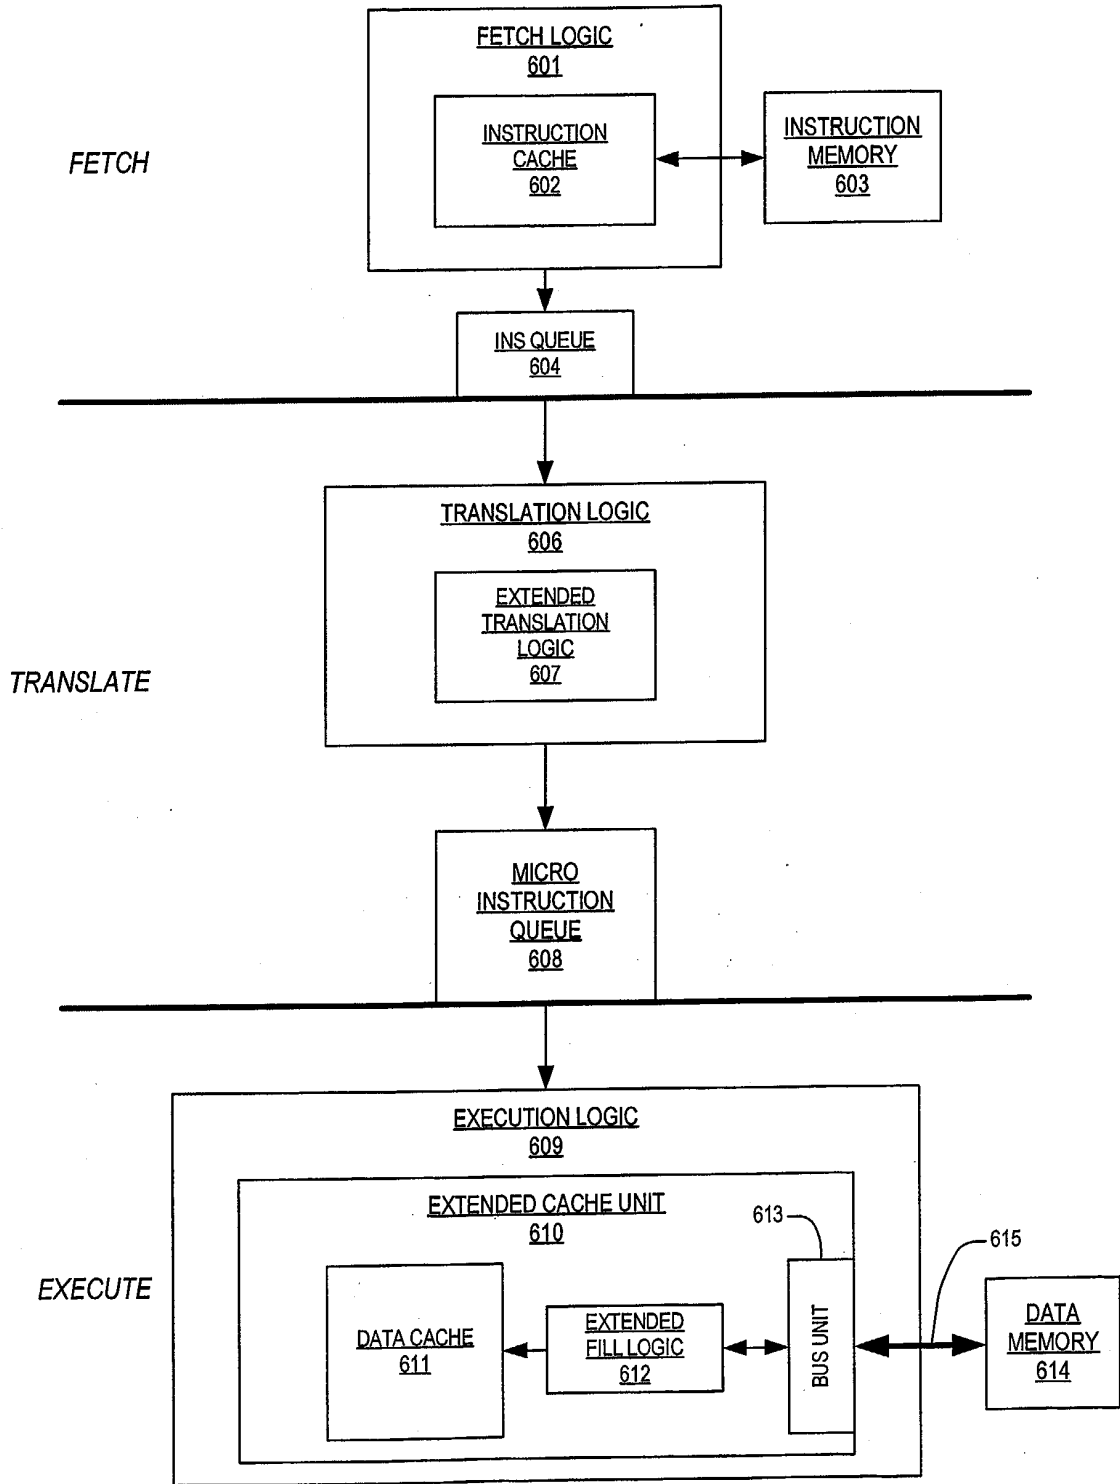 FETCH LOGIC
601
INSTRUCTION
CACHE
602
INSTRUCTION
MEMORY
603
FETCH
INS QUEUE
604
TRANSLATION LOGIC
606
EXTENDED
TRANSLATION
LOGIC
607
TRANSLATE
MICRO
INSTRUCTION
QUEUE
608
EXECUTION LOGIC
609
EXTENDED CACHE UNIT
610
613
615
EXECUTE
DATA CACHE
611
EXTENDED
FILL LOGIC
612
BUS UNIT
DATA
MEMORY
614